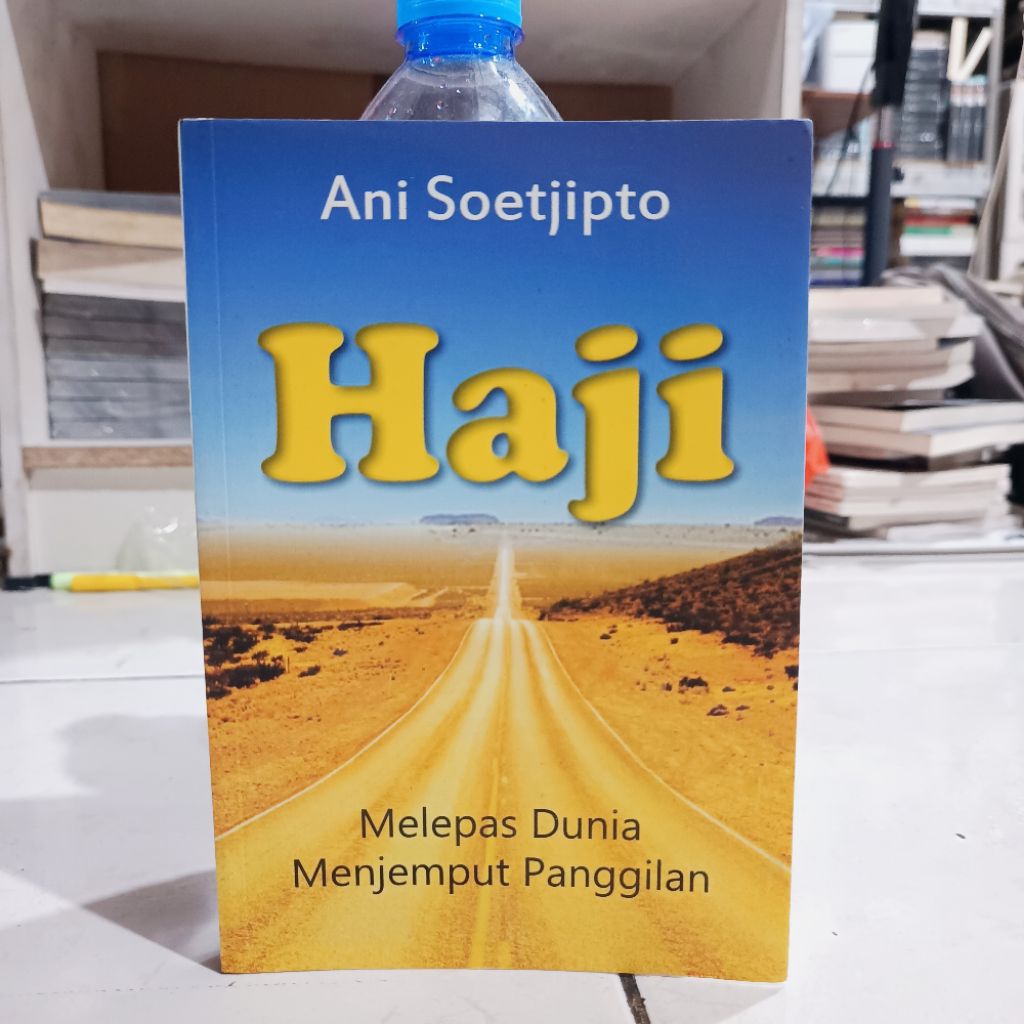 Ani Soetjipto
Haji
Melepas Dunia
Menjemput Panggilan